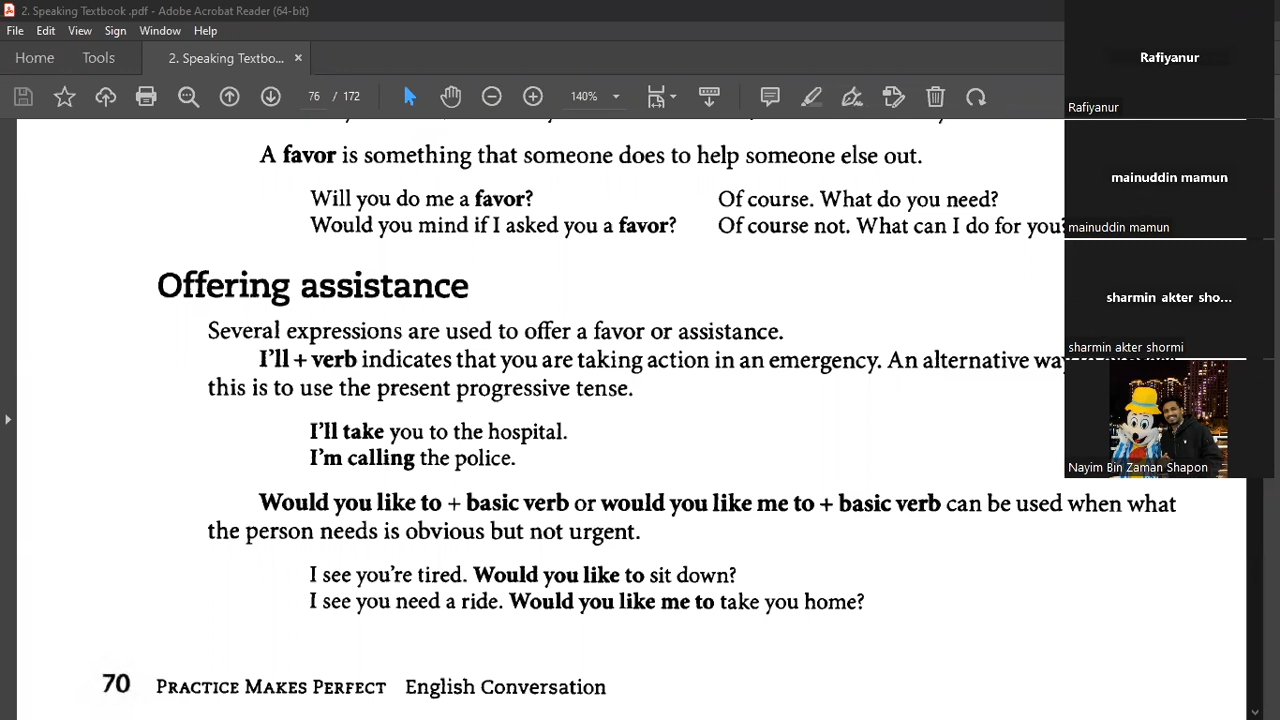 2. Speaking Textbook .pdf - Adobe Acrobat Reader (64-bit)
File Edit View Sign Window Help
Home Tools 2. Speaking Textbo... ×
76 / 172 140%
A favor is something that someone does to help someone else out.
Will you do me a favor? Of course. What do you need?
Would you mind if I asked you a favor? Of course not. What can I do for you?
Offering assistance
Several expressions are used to offer a favor or assistance.
I'll + verb indicates that you are taking action in an emergency. An alternative way
this is to use the present progressive tense.
I'll take you to the hospital.
I'm calling the police.
Would you like to + basic verb or would you like me to + basic verb can be used when what
the person needs is obvious but not urgent.
I see you're tired. Would you like to sit down?
I see you need a ride. Would you like me to take you home?
70 PRACTICE MAKES PERFECT English Conversation
Rafiyanur
Rafiyanur
mainuddin mamun
mainuddin mamun
sharmin akter sho...
sharmin akter shormi
Nayim Bin Zaman Shapon